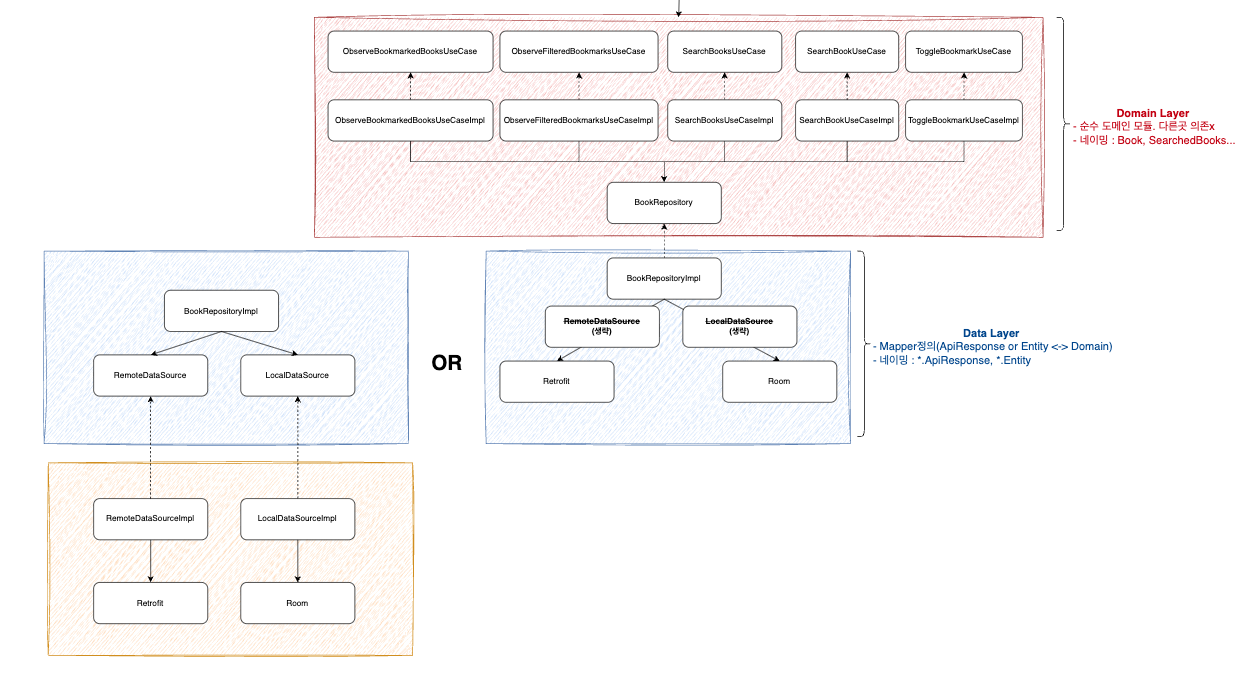 ObserveBookmarkedBooksUseCase
ObserveFilteredBookmarksUseCase
SearchBooksUseCase
SearchBookUseCase
ToggleBookmarkUseCase
ObserveBookmarkedBooksUseCaseImpl
ObserveFilteredBookmarksUseCaseImpl
SearchBooksUseCaseImpl
SearchBookUseCaseImpl
ToggleBookmarkUseCaseImpl
BookRepository
Domain Layer
- 순수 도메인 모듈. 다른곳 의존x
- 네이밍 : Book, SearchedBooks...
BookRepositoryImpl
RemoteDataSource
LocalDataSource
OR
BookRepositoryImpl
RemoteDataSource
(생략)
LocalDataSource
(생략)
Retrofit
Room
Data Layer
- Mapper정의(ApiResponse or Entity <-> Domain)
- 네이밍 : *.ApiResponse, *.Entity
RemoteDataSourceImpl
LocalDataSourceImpl
Retrofit
Room